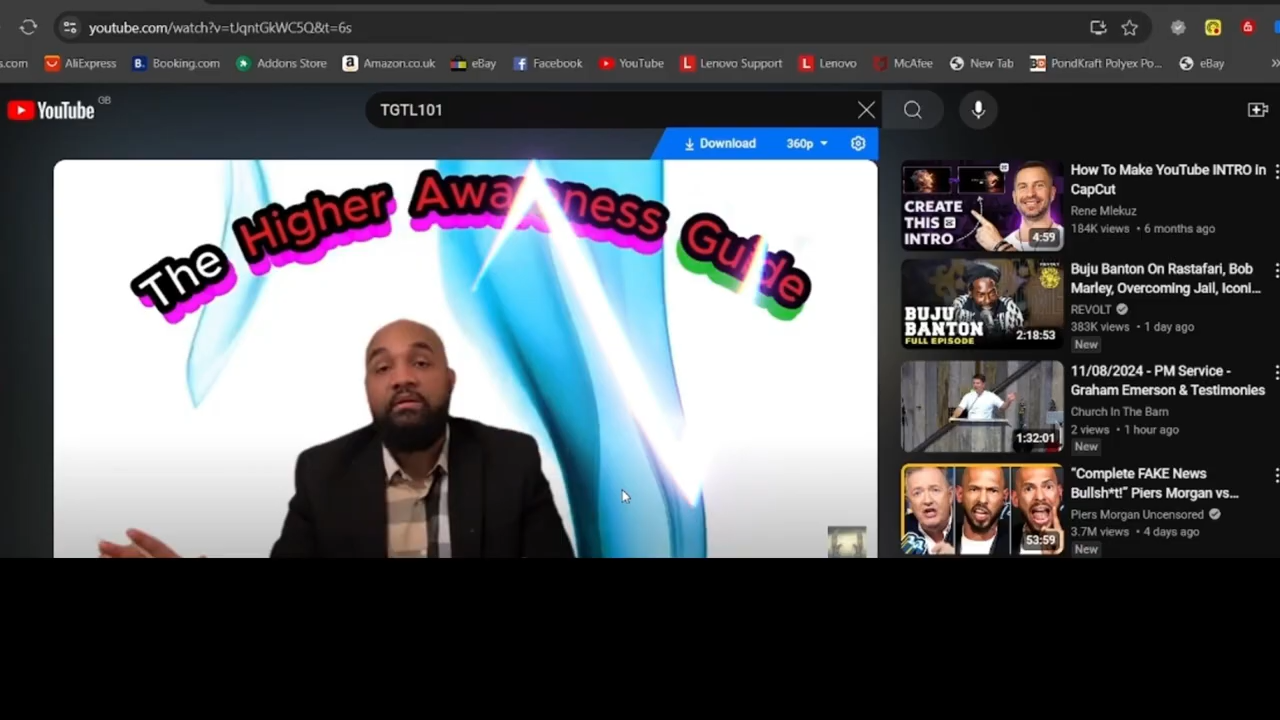 youtube.com/watch?v=tJqntGkWC5Q&t=6s
s.com AliExpress B. Booking.com Addons Store a Amazon.co.uk eBay Facebook YouTube L Lenovo Support L Lenovo McAfee New Tab PondKraft Polyex Po... eBay »
YouTube GB
TGTL101
Download 360p
The Higher Awareness Guide
CREATE THIS INTRO
4:59
How To Make YouTube INTRO In
CapCut
Rene Mlekuz
184K views • 6 months ago
REVOLT
BUJU
BANTON
FULL EPISODE
2:18:53
Buju Banton On Rastafari, Bob
Marley, Overcoming Jail, Iconi...
REVOLT
383K views • 1 day ago
New
1:32:01
11/08/2024 - PM Service -
Graham Emerson & Testimonies
Church In The Barn
2 views • 1 hour ago
New
53:59
“Complete FAKE News
Bullsh*t!” Piers Morgan vs...
Piers Morgan Uncensored
3.7M views • 4 days ago
New